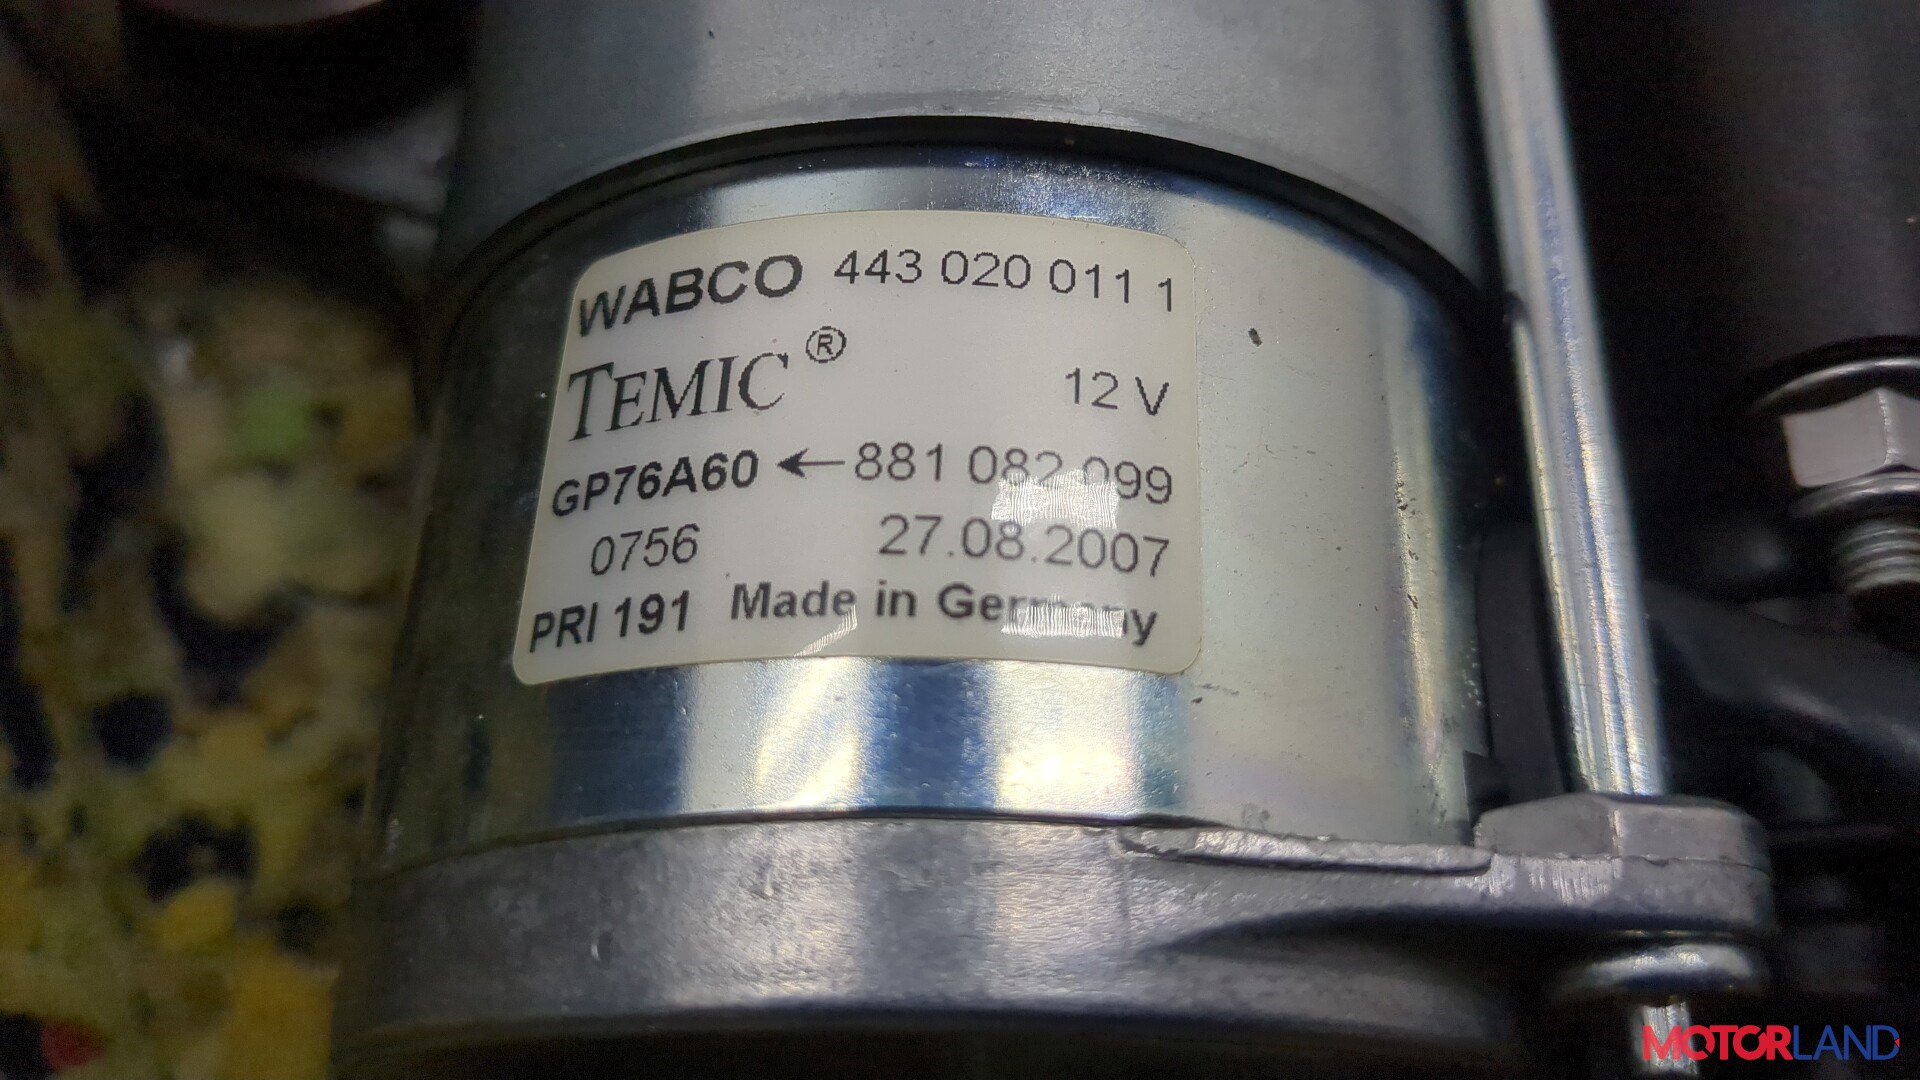 WABCO 443 020 011 1
TEMIC ®
12 V
GP76A60 ← 881 082 099
0756 27.08.2007
PRI 191 Made in Germany
MOTORLAND